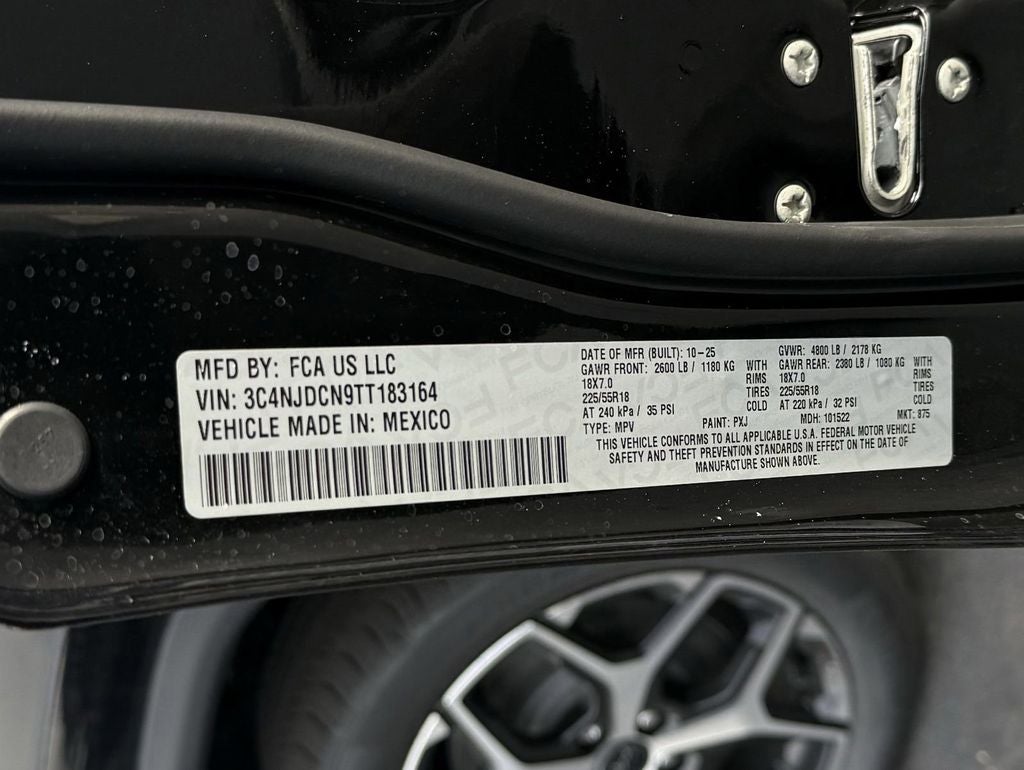 MFD BY: FCA US LLC
VIN: 3C4NJDCN9TT183164
VEHICLE MADE IN: MEXICO
DATE OF MFR (BUILT): 10-25
GAWR FRONT: 2600 LB / 1180 KG WITH
18X7.0 RIMS
225/55R18 TIRES
AT 240 kPa / 35 PSI COLD
TYPE: MPV
GVWR: 4800 LB / 2178 KG
GAWR REAR: 2380 LB / 1080 KG WITH
18X7.0 RIMS
225/55R18 TIRES
AT 220 kPa / 32 PSI COLD
PAINT: PXJ MDH: 101522 MKT: 875
THIS VEHICLE CONFORMS TO ALL APPLICABLE U.S.A. FEDERAL MOTOR VEHICLE
SAFETY AND THEFT PREVENTION STANDARDS IN EFFECT ON THE DATE OF
MANUFACTURE SHOWN ABOVE.